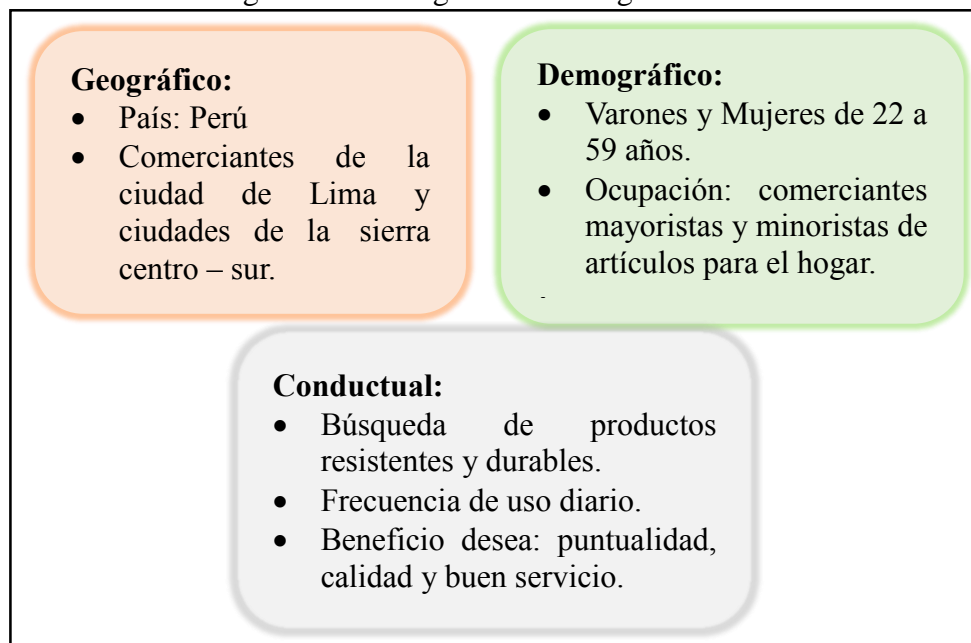 Geográfico:
• País: Perú
• Comerciantes de la
ciudad de Lima y
ciudades de la sierra
centro – sur.
Demográfico:
• Varones y Mujeres de 22 a
59 años.
• Ocupación: comerciantes
mayoristas y minoristas de
artículos para el hogar.
Conductual:
• Búsqueda de productos
resistentes y durables.
• Frecuencia de uso diario.
• Beneficio desea: puntualidad,
calidad y buen servicio.